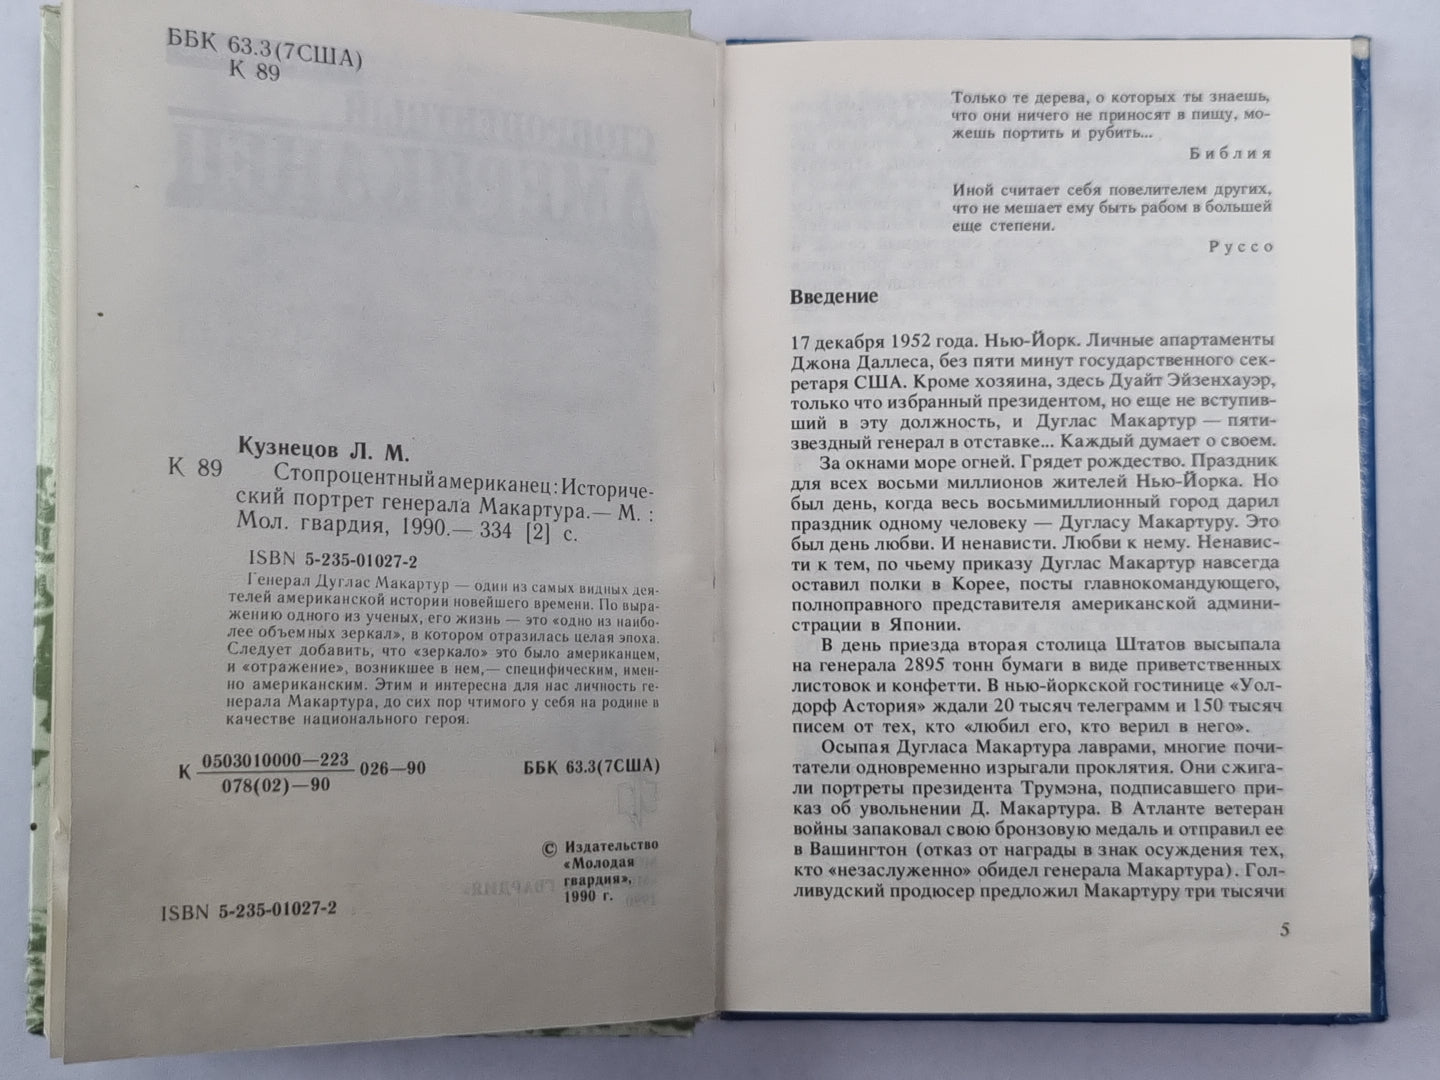 ББК 63.3(7США)
К 89
Кузнецов Л. М.
К 89
Стопроцентный американец: Историче-
ский портрет генерала Макартура.— М. :
Мол. гвардия, 1990.— 334 [2] с.
ISBN 5-235-01027-2
Генерал Дуглас Макартур — один из самых видных дея-
телей американской истории новейшего времени. По выра-
жению одного из ученых, его жизнь — это «одно из наибо-
лее объемных зеркал», в котором отразилась целая эпоха.
Следует добавить, что «зеркало» это было американцем,
и «отражение», возникшее в нем,— специфическим, имен-
но американским. Этим и интересна для нас личность ге-
нерала Макартура, до сих пор чтимого у себя на родине в
качестве национального героя.
К 0503010000—223 026—90
078(02)—90
ББК 63.3(7США)
© Издательство
«Молодая
гвардия»,
1990 г.
ISBN 5-235-01027-2
Только те дерева, о которых ты знаешь,
что они ничего не приносят в пищу, мо-
жешь портить и рубить...
Библия
Иной считает себя повелителем других,
что не мешает ему быть рабом в большей
еще степени.
Руссо
Введение
17 декабря 1952 года. Нью-Йорк. Личные апартаменты
Джона Даллеса, без пяти минут государственного сек-
ретаря США. Кроме хозяина, здесь Дуайт Эйзенхауэр,
только что избранный президентом, но еще не вступив-
ший в эту должность, и Дуглас Макартур — пяти-
звездный генерал в отставке... Каждый думает о своем.
За окнами море огней. Грядет рождество. Праздник
для всех восьми миллионов жителей Нью-Йорка. Но
был день, когда весь восьмимиллионный город дарил
праздник одному человеку — Дугласу Макартуру. Это
был день любви. И ненависти. Любви к нему. Ненавис-
ти к тем, по чьему приказу Дуглас Макартур навсегда
оставил полки в Корее, посты главнокомандующего,
полноправного представителя американской админи-
страции в Японии.
В день приезда вторая столица Штатов высыпала
на генерала 2895 тонн бумаги в виде приветственных
листовок и конфетти. В нью-йоркской гостинице «Уол-
дорф Астория» ждали 20 тысяч телеграмм и 150 тысяч
писем от тех, кто «любил его, кто верил в него».
Осыпая Дугласа Макартура лаврами, многие почи-
татели одновременно изрыгали проклятия. Они сжига-
ли портреты президента Трумэна, подписавшего при-
каз об увольнении Д. Макартура. В Атланте ветеран
войны запаковал свою бронзовую медаль и отправил ее
в Вашингтон (отказ от награды в знак осуждения тех,
кто «незаслуженно» обидел генерала Макартура). Гол-
ливудский продюсер предложил Макартуру три тысячи
5